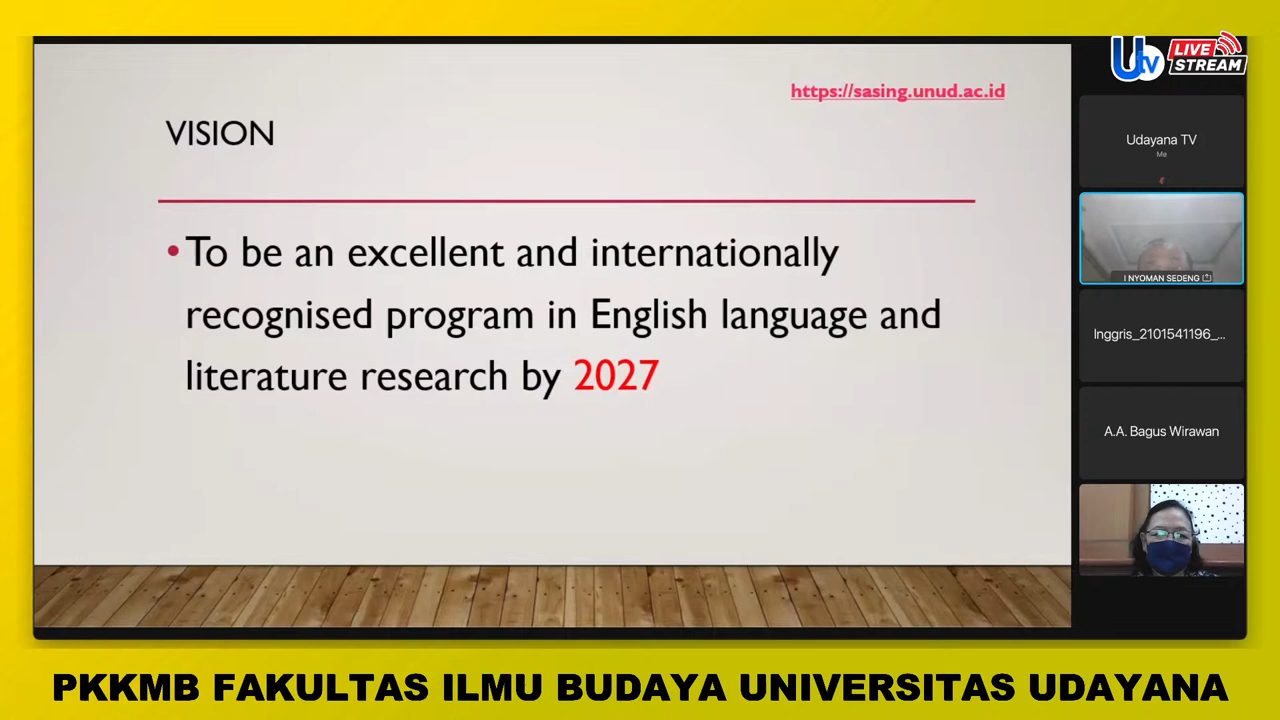 Utv LIVE STREAM
https://sasing.unud.ac.id
VISION
• To be an excellent and internationally
recognised program in English language and
literature research by 2027
Udayana TV
Me
I NYOMAN SEDENG
Inggris_2101541196_...
A.A. Bagus Wirawan
PKKMB FAKULTAS ILMU BUDAYA UNIVERSITAS UDAYANA